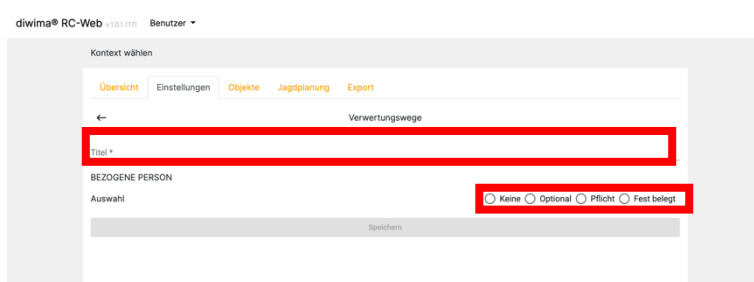 diwima® RC-Web v.1.0.1 (17) Benutzer
Kontext wählen
Übersicht Einstellungen Objekte Jagdplanung Export
← Verwertungswege
Titel *
BEZOGENE PERSON
Auswahl Keine Optional Pflicht Fest belegt
Speichern